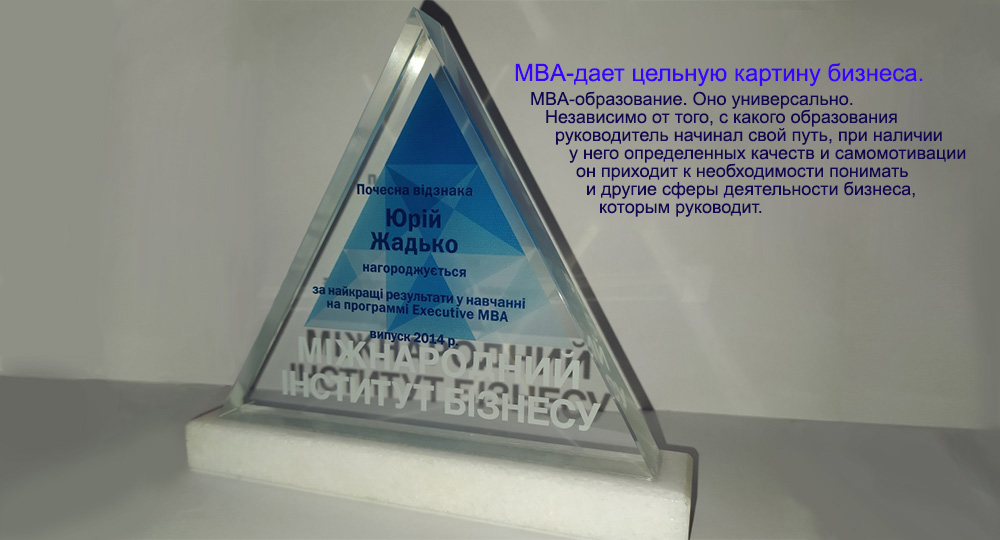 МВА-дает цельную картину бизнеса.
МВА-образование. Оно универсально.
Независимо от того, с какого образования
руководитель начинал свой путь, при наличии
у него определенных качеств и самомотивации
он приходит к необходимости понимать
и другие сферы деятельности бизнеса,
которым руководит.
Почесна відзнака
Юрій
Жадько
нагороджується
за найкращі результати у навчанні
на программі Executive MBA
випуск 2014 р.
МІЖНАРОДНИЙ
ІНСТИТУТ БІЗНЕСУ